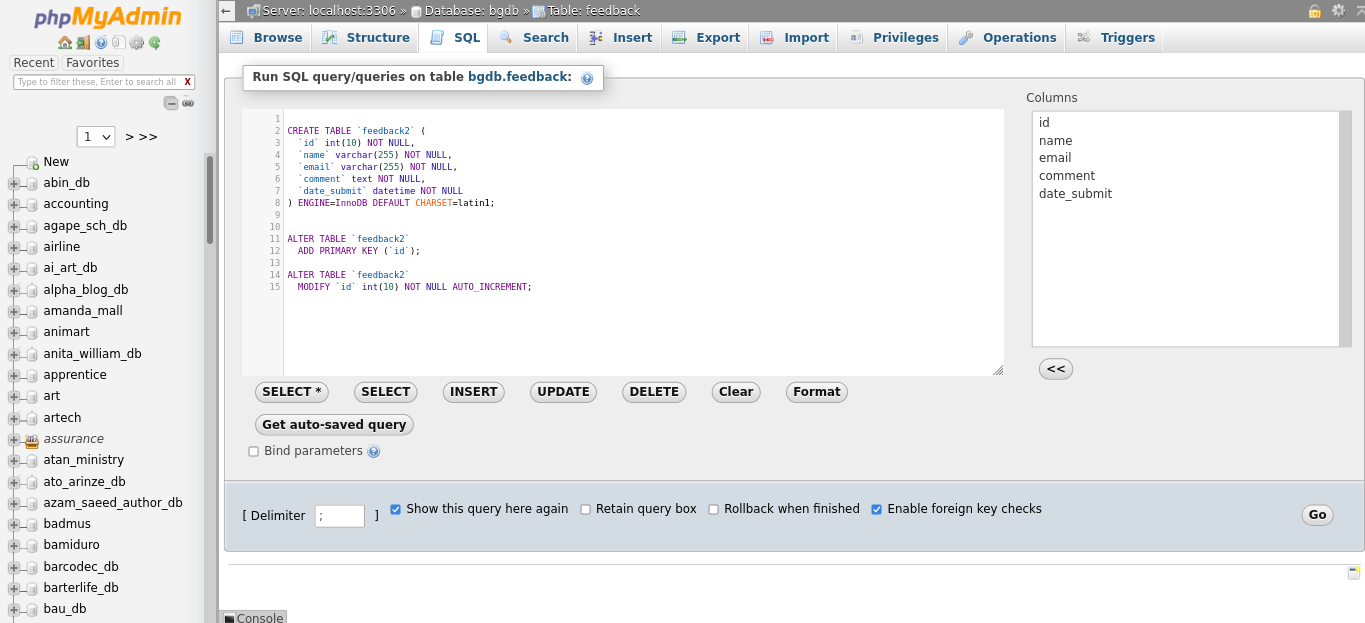 phpMyAdmin
Recent Favorites
Type to filter these, Enter to search all X
1 > >>
New
abin_db
accounting
agape_sch_db
airline
ai_art_db
alpha_blog_db
amanda_mall
animart
anita_william_db
apprentice
art
artech
assurance
atan_ministry
ato_arinze_db
azam_saeed_author_db
badmus
bamiduro
barcodec_db
barterlife_db
bau_db
← Server: localhost:3306 » Database: bgdb » Table: feedback
Browse Structure SQL Search Insert Export Import Privileges Operations Triggers
Run SQL query/queries on table bgdb.feedback:
1
2 CREATE TABLE `feedback2` (
3 `id` int(10) NOT NULL,
4 `name` varchar(255) NOT NULL,
5 `email` varchar(255) NOT NULL,
6 `comment` text NOT NULL,
7 `date_submit` datetime NOT NULL
8 ) ENGINE=InnoDB DEFAULT CHARSET=latin1;
9
10
11 ALTER TABLE `feedback2`
12 ADD PRIMARY KEY (`id`);
13
14 ALTER TABLE `feedback2`
15 MODIFY `id` int(10) NOT NULL AUTO_INCREMENT;
Columns
id
name
email
comment
date_submit
<<
SELECT * SELECT INSERT UPDATE DELETE Clear Format
Get auto-saved query
Bind parameters
[ Delimiter ; ] Show this query here again Retain query box Rollback when finished Enable foreign key checks Go
Console